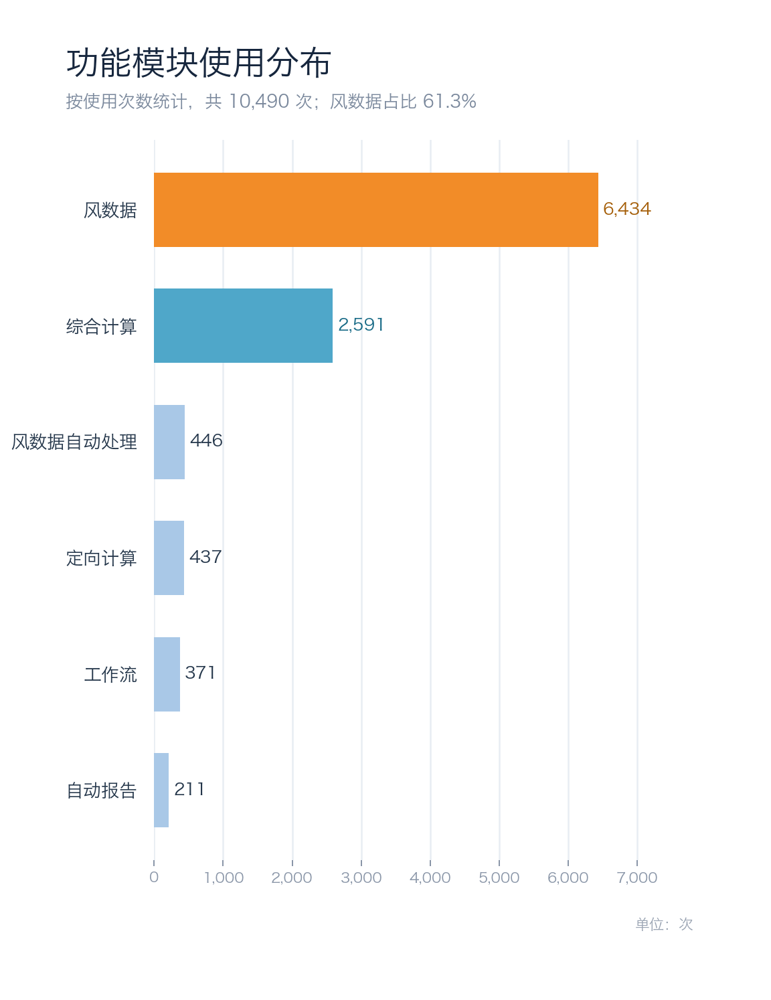 功能模块使用分布
按使用次数统计，共 10,490 次；风数据占比 61.3%
风数据 6,434
综合计算 2,591
风数据自动处理 446
定向计算 437
工作流 371
自动报告 211
0 1,000 2,000 3,000 4,000 5,000 6,000 7,000
单位：次